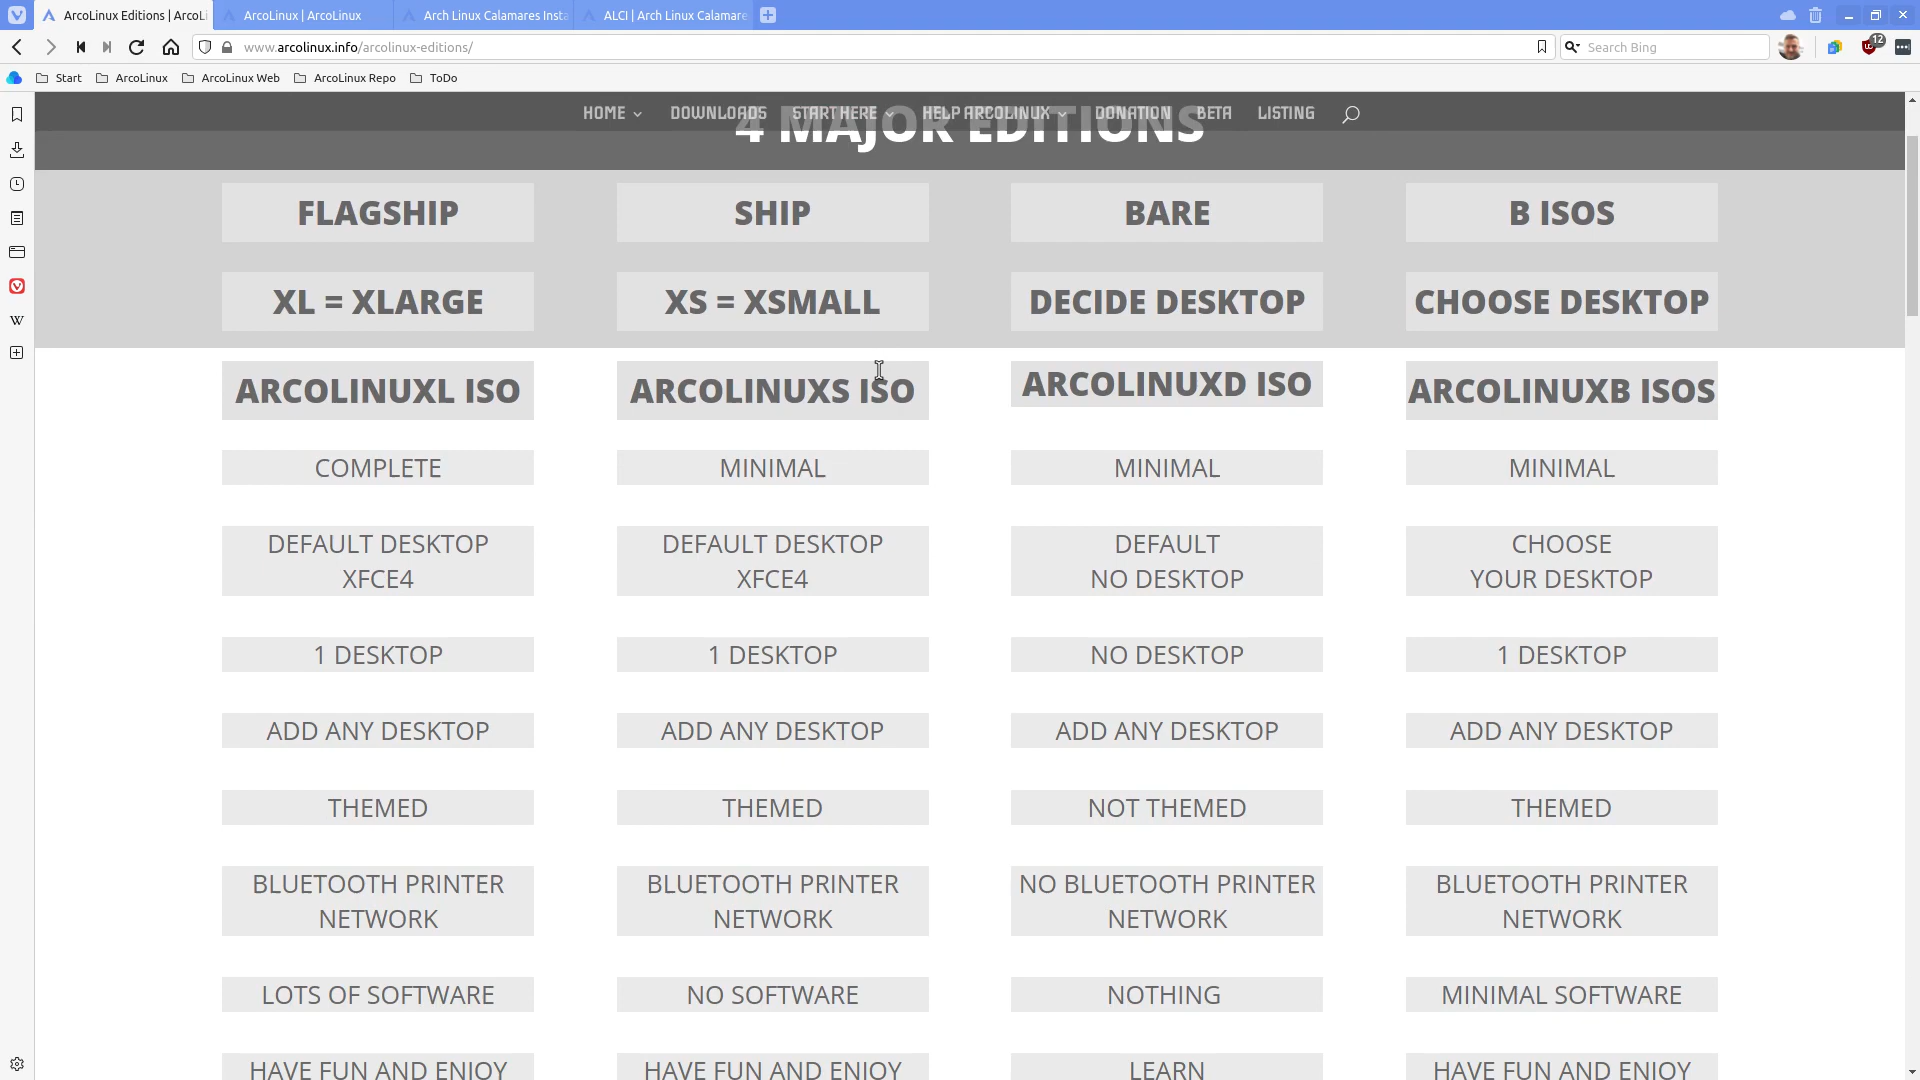 ArcoLinux Editions | ArcoLi
ArcoLinux | ArcoLinux
Arch Linux Calamares Insta
ALCI | Arch Linux Calamare
www.arcolinux.info/arcolinux-editions/
Search Bing
12
Start
ArcoLinux
ArcoLinux Web
ArcoLinux Repo
ToDo
HOME
DOWNLOADS
START HERE
HELP ARCOLINUX
DONATION
BETA
LISTING
4 MAJOR EDITIONS
FLAGSHIP
SHIP
BARE
B ISOS
XL = XLARGE
XS = XSMALL
DECIDE DESKTOP
CHOOSE DESKTOP
ARCOLINUXL ISO
ARCOLINUXS ISO
ARCOLINUXD ISO
ARCOLINUXB ISOS
COMPLETE
MINIMAL
MINIMAL
MINIMAL
DEFAULT DESKTOP
XFCE4
DEFAULT DESKTOP
XFCE4
DEFAULT
NO DESKTOP
CHOOSE
YOUR DESKTOP
1 DESKTOP
1 DESKTOP
NO DESKTOP
1 DESKTOP
ADD ANY DESKTOP
ADD ANY DESKTOP
ADD ANY DESKTOP
ADD ANY DESKTOP
THEMED
THEMED
NOT THEMED
THEMED
BLUETOOTH PRINTER
NETWORK
BLUETOOTH PRINTER
NETWORK
NO BLUETOOTH PRINTER
NETWORK
BLUETOOTH PRINTER
NETWORK
LOTS OF SOFTWARE
NO SOFTWARE
NOTHING
MINIMAL SOFTWARE
HAVE FUN AND ENJOY
HAVE FUN AND ENJOY
LEARN
HAVE FUN AND ENJOY